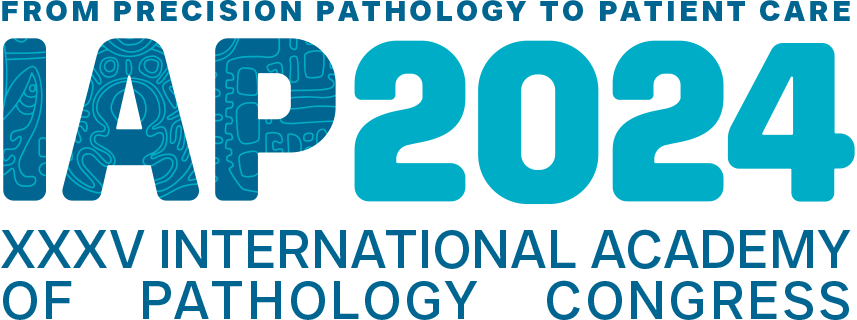 FROM PRECISION PATHOLOGY TO PATIENT CARE
IAP2024
XXXV INTERNATIONAL ACADEMY
OF PATHOLOGY CONGRESS